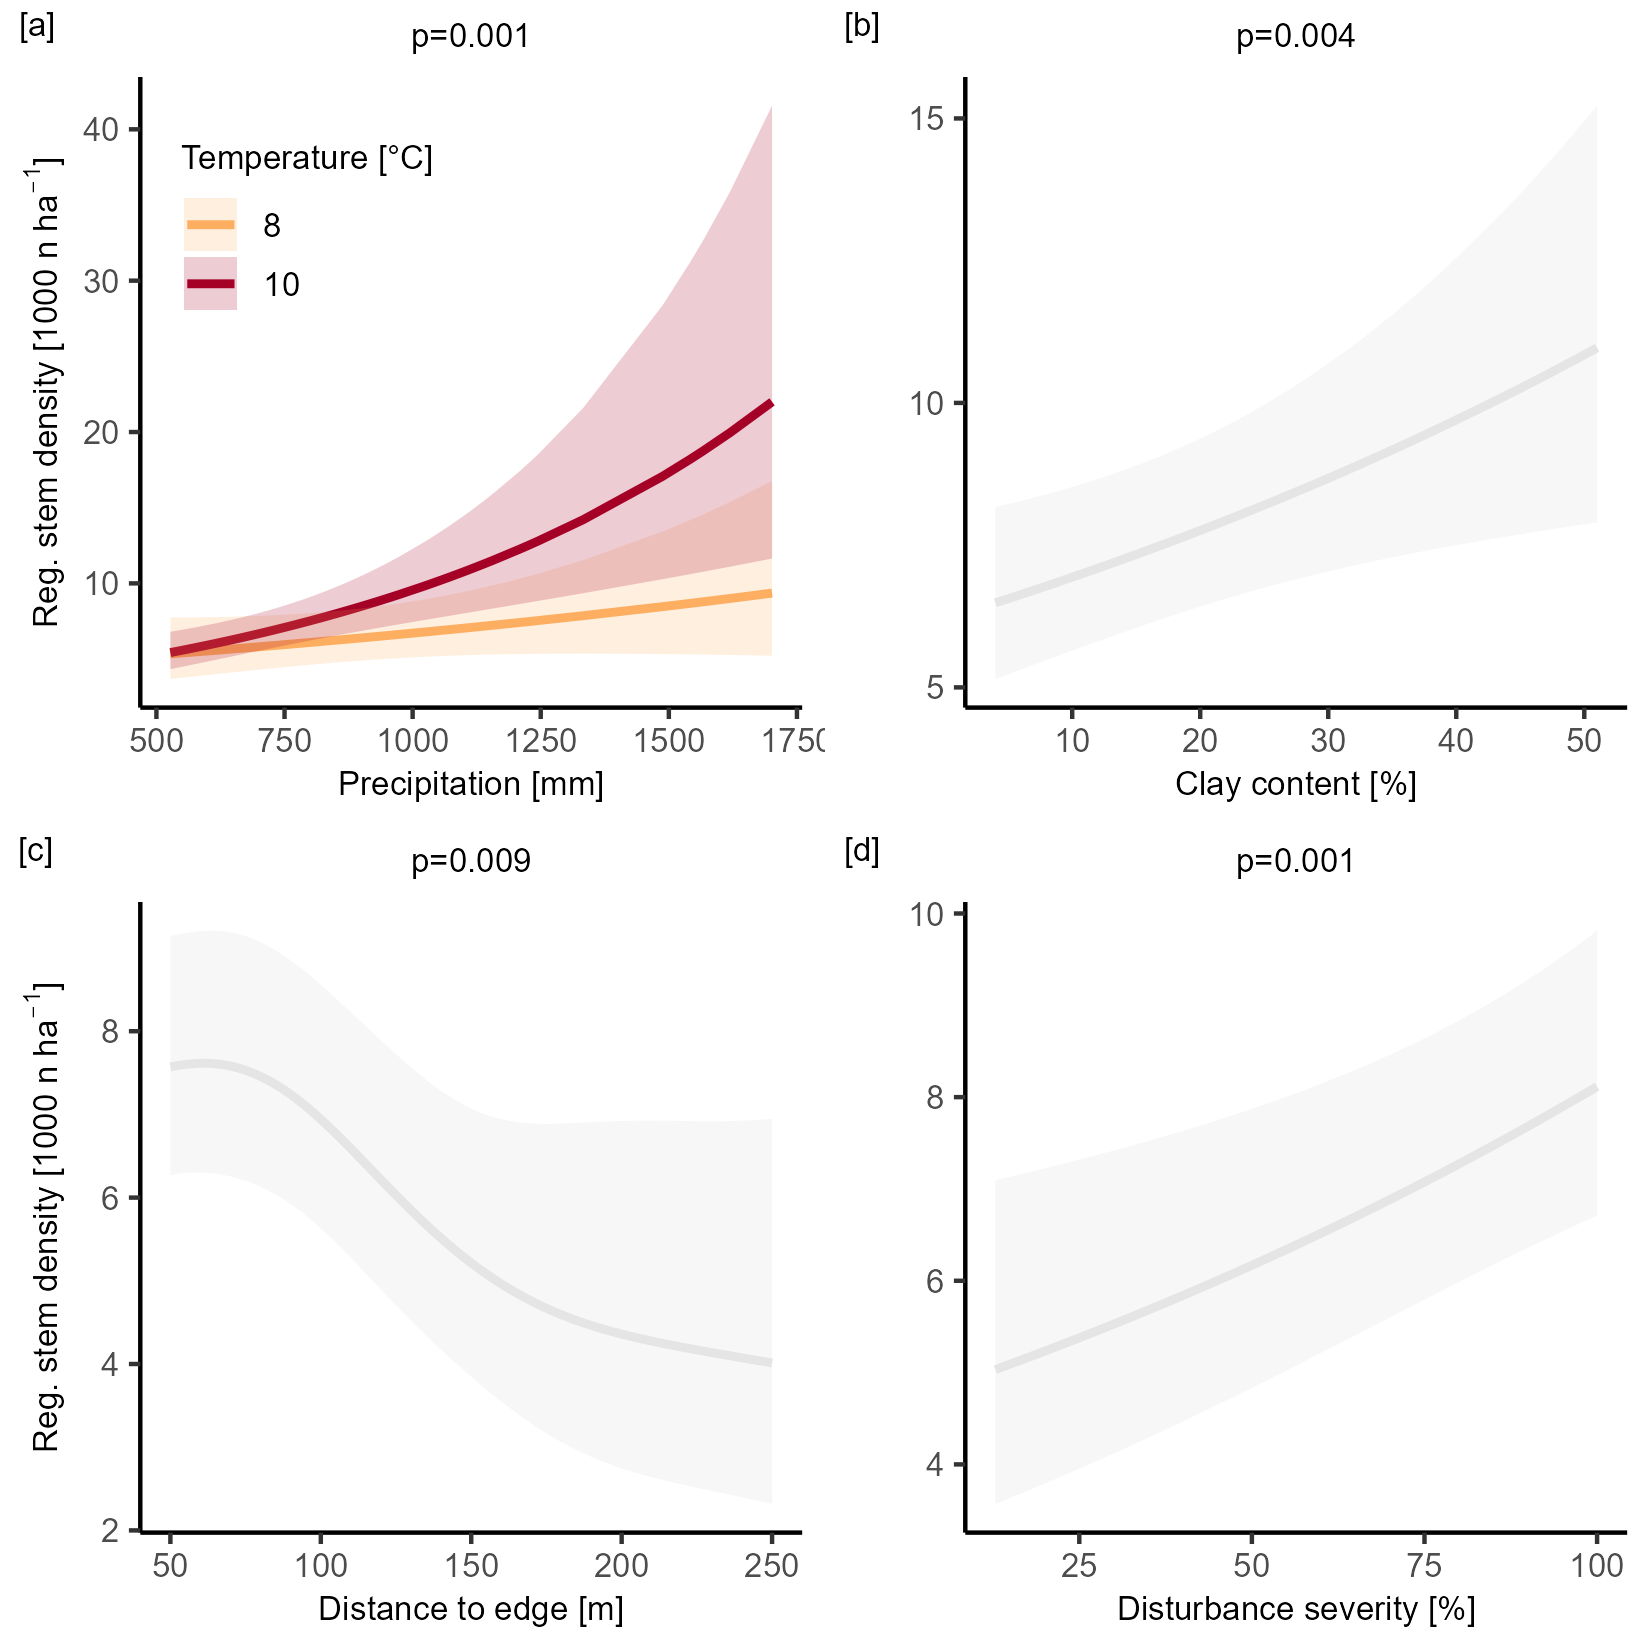 [a]
p=0.001
Reg. stem density [1000 n ha⁻¹]
40
30
20
10
Temperature [°C]
8
10
500 750 1000 1250 1500 1750
Precipitation [mm]
[b]
p=0.004
15
10
5
10 20 30 40 50
Clay content [%]
[c]
p=0.009
Reg. stem density [1000 n ha⁻¹]
8
6
4
2
50 100 150 200 250
Distance to edge [m]
[d]
p=0.001
10
8
6
4
25 50 75 100
Disturbance severity [%]